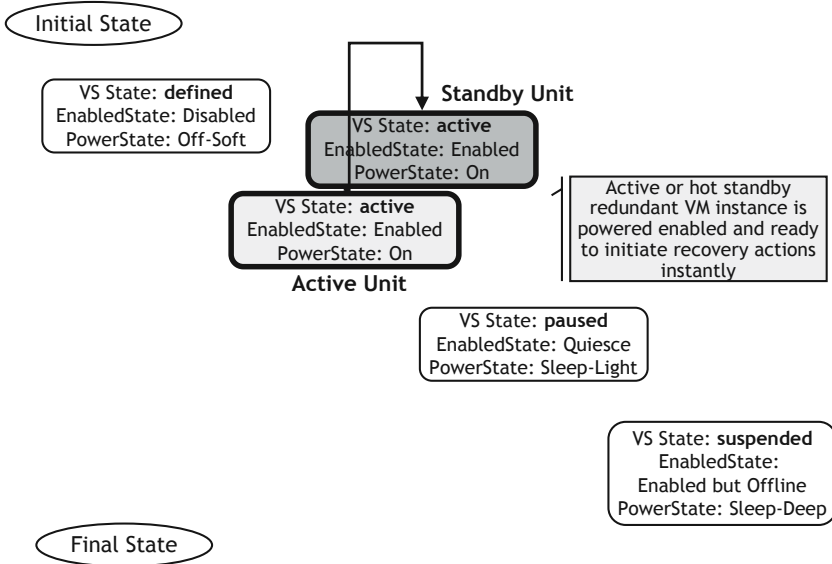 Initial State
VS State: defined
EnabledState: Disabled
PowerState: Off-Soft
Standby Unit
VS State: active
EnabledState: Enabled
PowerState: On
VS State: active
EnabledState: Enabled
PowerState: On
Active Unit
Active or hot standby
redundant VM instance is
powered enabled and ready
to initiate recovery actions
instantly
VS State: paused
EnabledState: Quiesce
PowerState: Sleep-Light
VS State: suspended
EnabledState:
Enabled but Offline
PowerState: Sleep-Deep
Final State